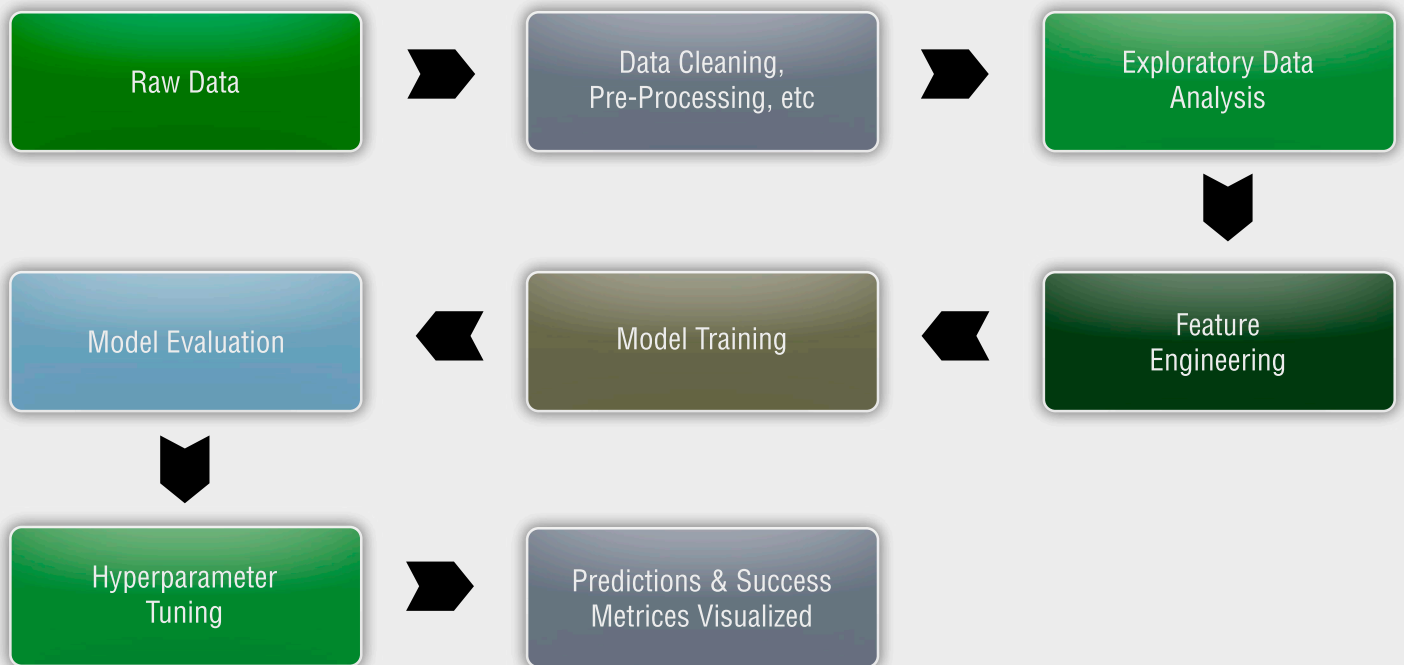 Raw Data
Data Cleaning,
Pre-Processing, etc
Exploratory Data
Analysis
Feature
Engineering
Model Training
Model Evaluation
Hyperparameter
Tuning
Predictions & Success
Metrices Visualized